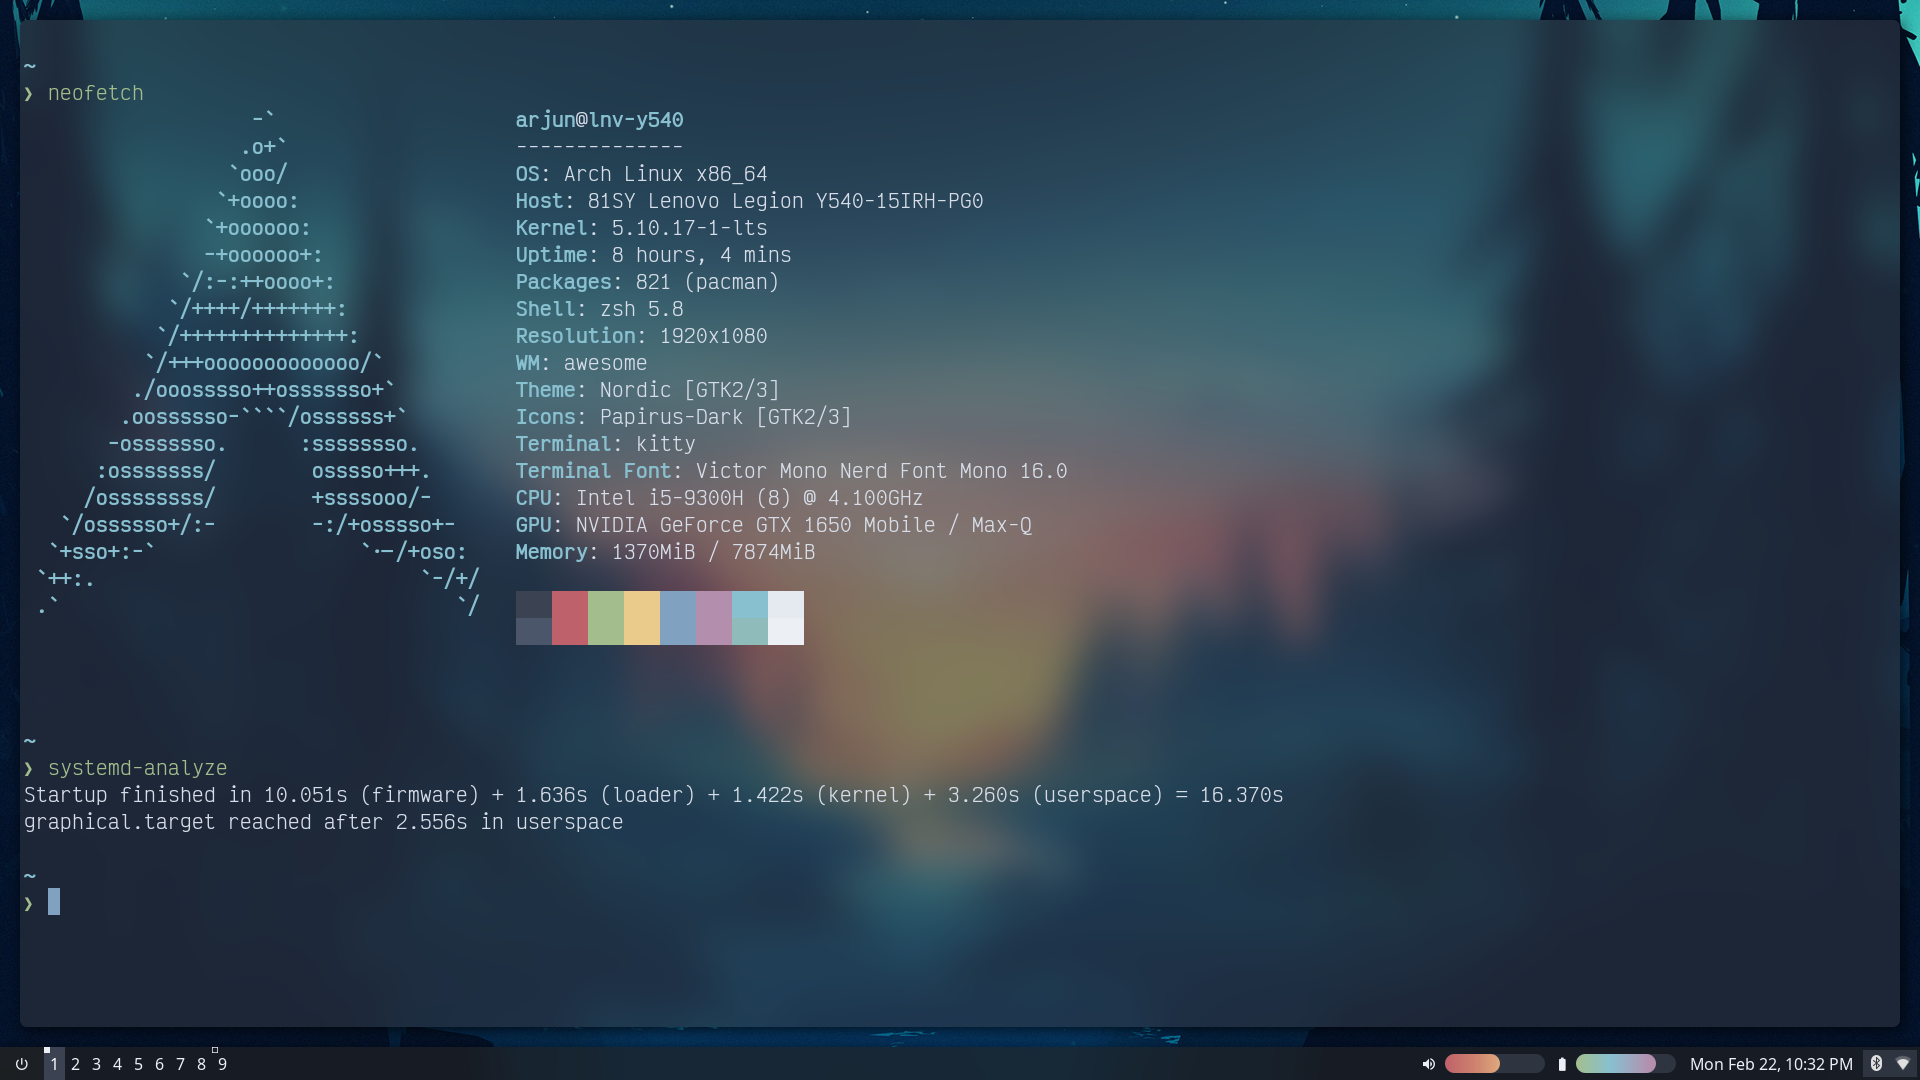 ~
❯ neofetch
                   -`                    arjun@lnv-y540
                  .o+`                   --------------
                 `ooo/                   OS: Arch Linux x86_64
                `+oooo:                  Host: 81SY Lenovo Legion Y540-15IRH-PG0
               `+oooooo:                 Kernel: 5.10.17-1-lts
               -+oooooo+:                Uptime: 8 hours, 4 mins
             `/:-:++oooo+:               Packages: 821 (pacman)
            `/++++/+++++++:              Shell: zsh 5.8
           `/++++++++++++++:             Resolution: 1920x1080
          `/+++ooooooooooooo/`           WM: awesome
         ./ooosssso++osssssso+`          Theme: Nordic [GTK2/3]
        .oossssso-````/ossssss+`         Icons: Papirus-Dark [GTK2/3]
       -osssssso.      :ssssssso.        Terminal: kitty
      :osssssss/        osssso+++.       Terminal Font: Victor Mono Nerd Font Mono 16.0
     /ossssssss/        +ssssooo/-       CPU: Intel i5-9300H (8) @ 4.100GHz
   `/ossssso+/:-        -:/+osssso+-     GPU: NVIDIA GeForce GTX 1650 Mobile / Max-Q
  `+sso+:-`                 `.-/+oso:    Memory: 1370MiB / 7874MiB
 `++:.                           `-/+/
 .`                                 `/
~
❯ systemd-analyze
Startup finished in 10.051s (firmware) + 1.636s (loader) + 1.422s (kernel) + 3.260s (userspace) = 16.370s
graphical.target reached after 2.556s in userspace
~
❯
1 2 3 4 5 6 7 8 9 Mon Feb 22, 10:32 PM